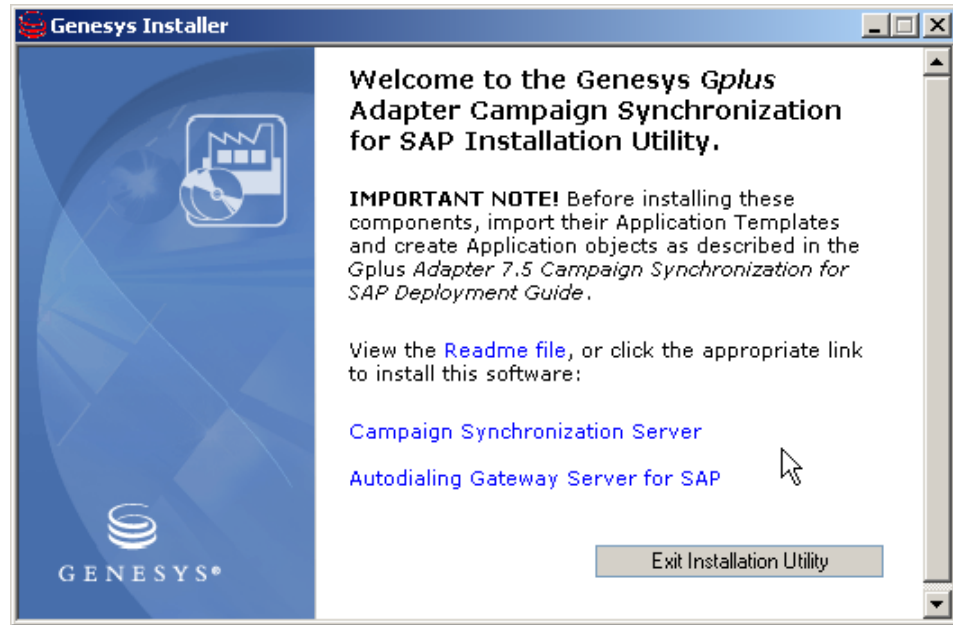 Genesys Installer
Welcome to the Genesys Gplus
Adapter Campaign Synchronization
for SAP Installation Utility.
IMPORTANT NOTE! Before installing these
components, import their Application Templates
and create Application objects as described in the
Gplus Adapter 7.5 Campaign Synchronization for
SAP Deployment Guide.
View the Readme file, or click the appropriate link
to install this software:
Campaign Synchronization Server
Autodialing Gateway Server for SAP
GENESYS®
Exit Installation Utility